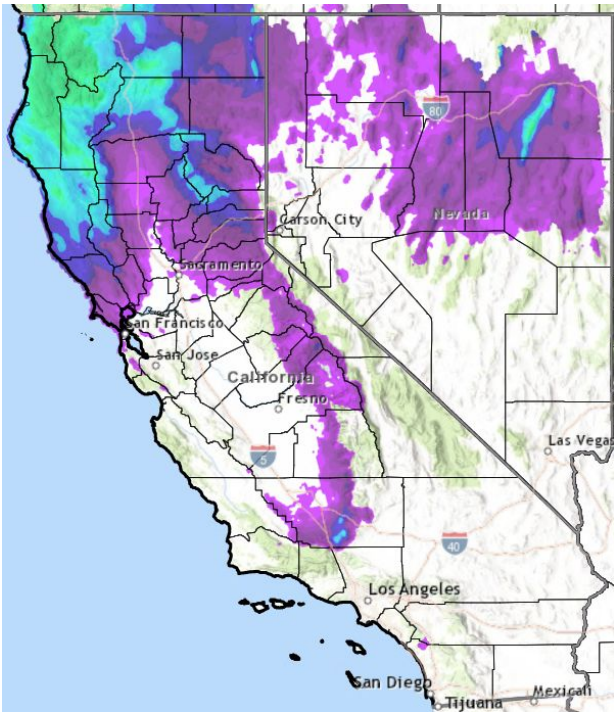 80
Nevada
Carson City
Sacramento
San Francisco
San Jose
California
Fresno
5
Las Vegas
40
Los Angeles
San Diego
Tijuana
Mexicali